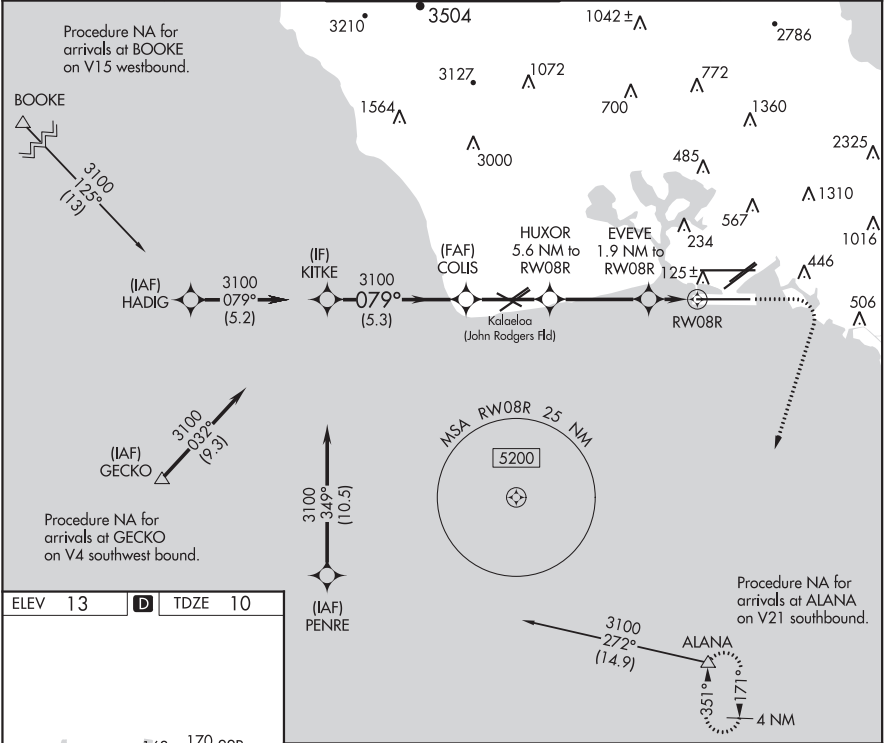 3210
3504
1042 ±
2786
Procedure NA for
arrivals at BOOKE
on V15 westbound.
3127
1072
772
700
1564
1360
BOOKE
2325
3000
485
3100
125°
(13)
1310
567
1016
HUXOR
5.6 NM to
RW08R
EVEVE
1.9 NM to
RW08R
234
(FAF)
COLIS
(IF)
KITKE
125 ±
446
(IAF)
HADIG
3100
079°
(5.2)
3100
079°
(5.3)
506
Kalaeloa
(John Rodgers Fld)
RW08R
3100
032°
(9.3)
MSA RW08R 25 NM
5200
(IAF)
GECKO
3100
349°
(10.5)
Procedure NA for
arrivals at GECKO
on V4 southwest bound.
(IAF)
PENRE
Procedure NA for
arrivals at ALANA
on V21 southbound.
ELEV 13 D TDZE 10
3100
272°
(14.9)
ALANA
351°
171°
4 NM
170